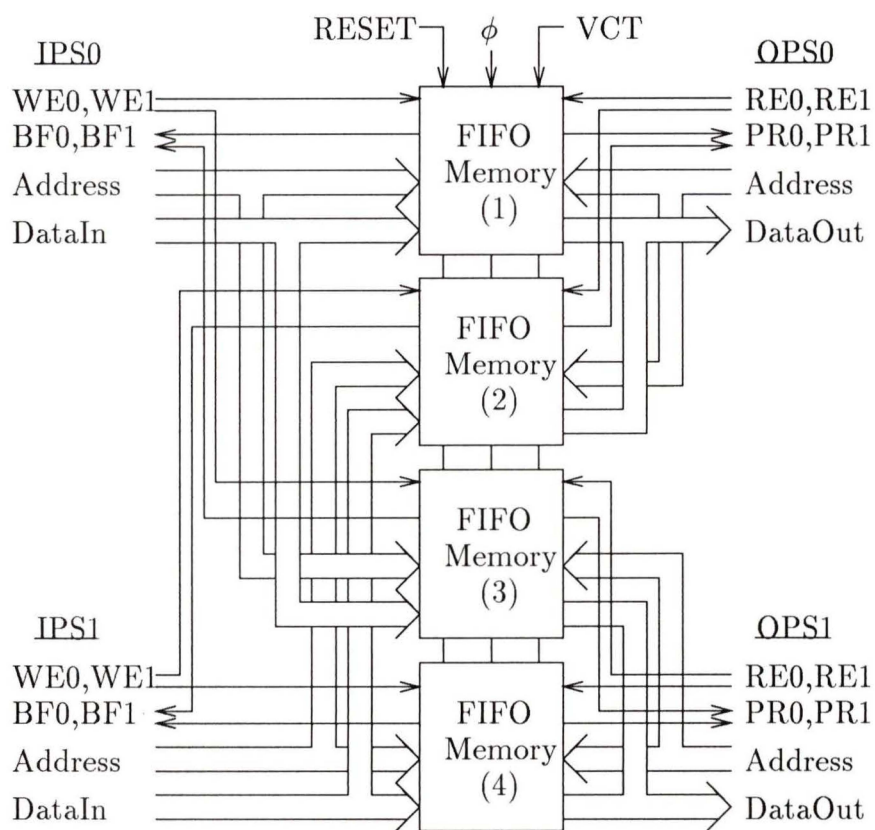 RESET φ VCT
IPS0
WE0,WE1
BF0,BF1
Address
DataIn
OPS0
RE0,RE1
PR0,PR1
Address
DataOut
FIFO
Memory
(1)
FIFO
Memory
(2)
FIFO
Memory
(3)
FIFO
Memory
(4)
IPS1
WE0,WE1
BF0,BF1
Address
DataIn
OPS1
RE0,RE1
PR0,PR1
Address
DataOut